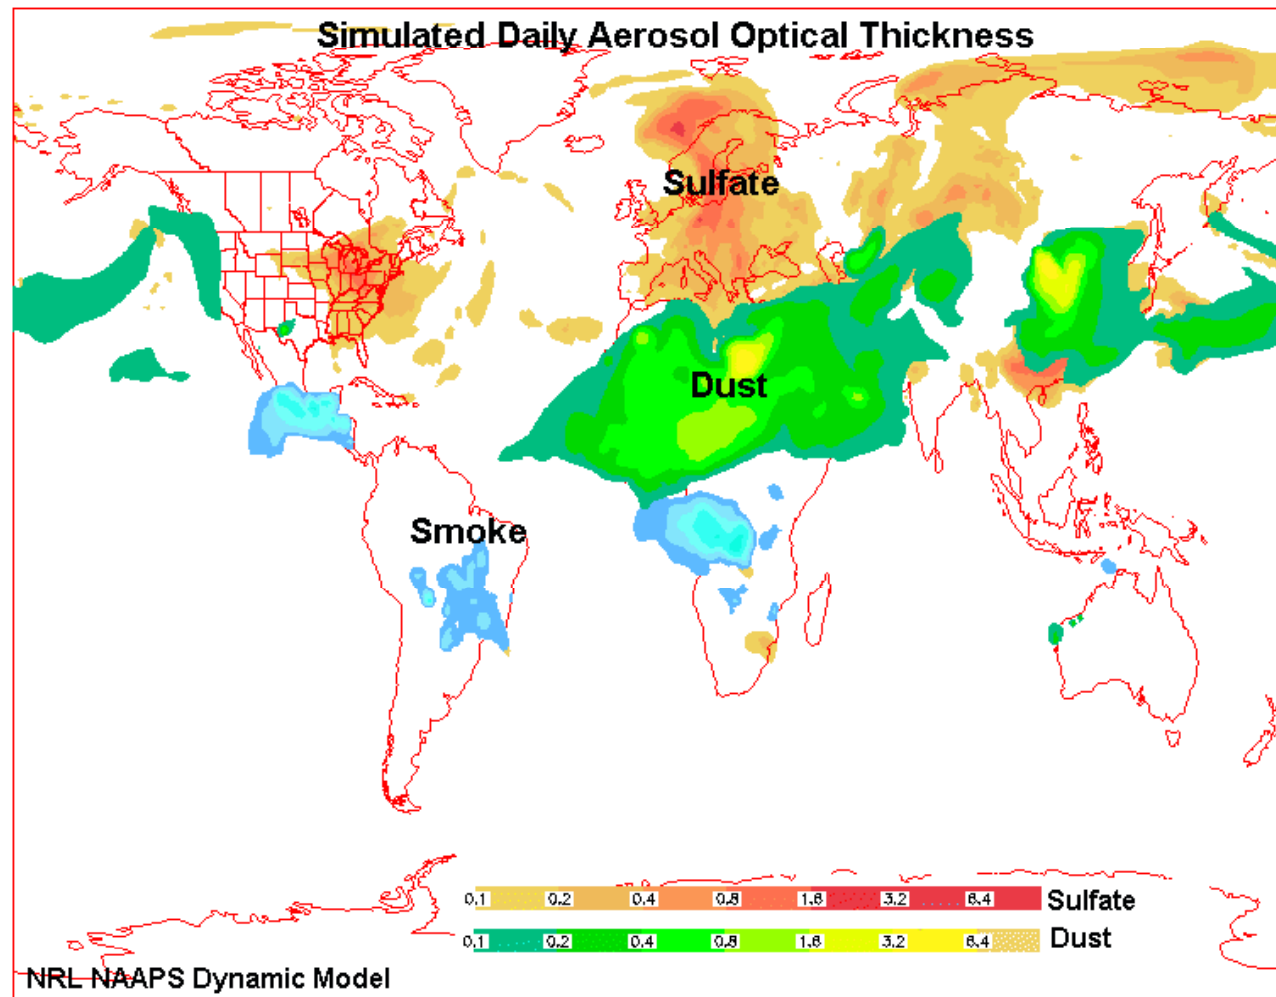 Simulated Daily Aerosol Optical Thickness
Sulfate
Dust
Smoke
0.1 0.2 0.4 0.8 1.6 3.2 6.4 Sulfate
0.1 0.2 0.4 0.8 1.6 3.2 6.4 Dust
NRL NAAPS Dynamic Model